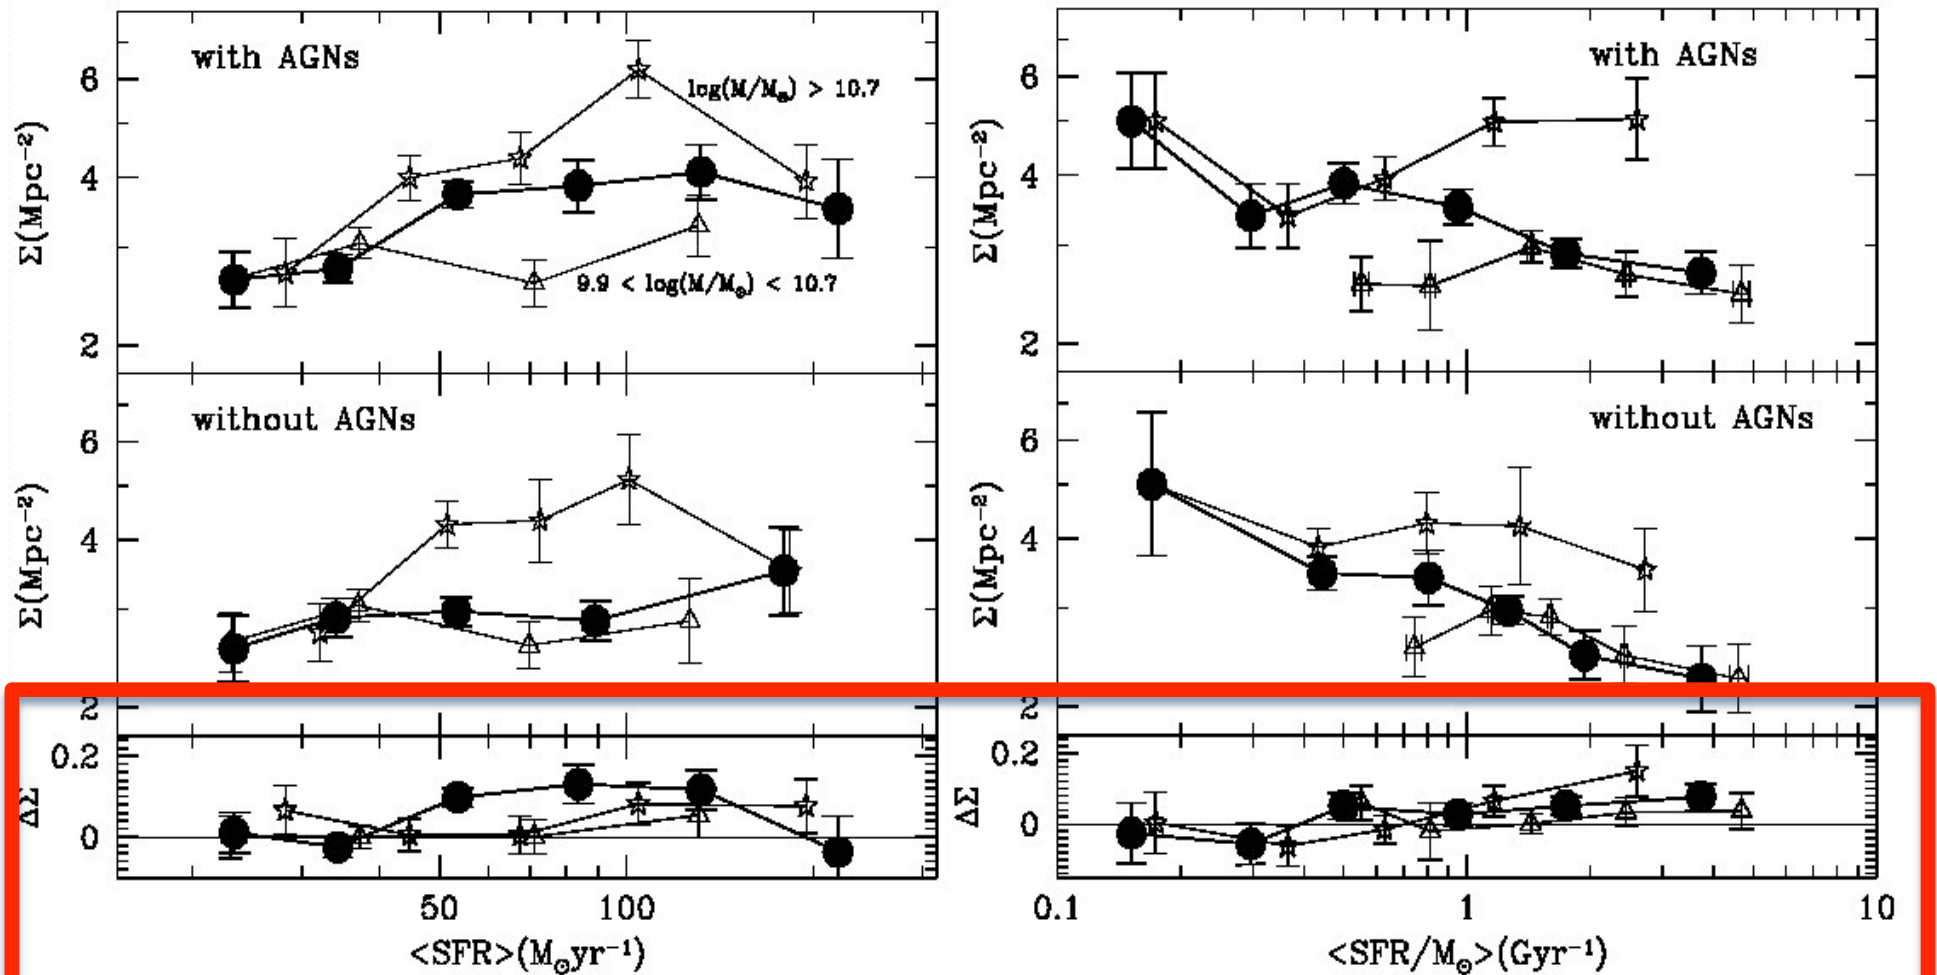 with AGNs
log(M/M⊙) > 10.7
9.9 < log(M/M⊙) < 10.7
Σ(Mpc⁻²)
6
4
2
with AGNs
Σ(Mpc⁻²)
6
4
2
without AGNs
Σ(Mpc⁻²)
6
4
2
without AGNs
Σ(Mpc⁻²)
6
4
2
ΔΣ
0.2
0
50 100
<SFR>(M⊙yr⁻¹)
ΔΣ
0.2
0
0.1 1 10
<SFR/M⊙>(Gyr⁻¹)